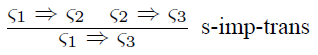 ς1 ⇒ ς2 ς2 ⇒ ς3 s-imp-trans
ς1 ⇒ ς3